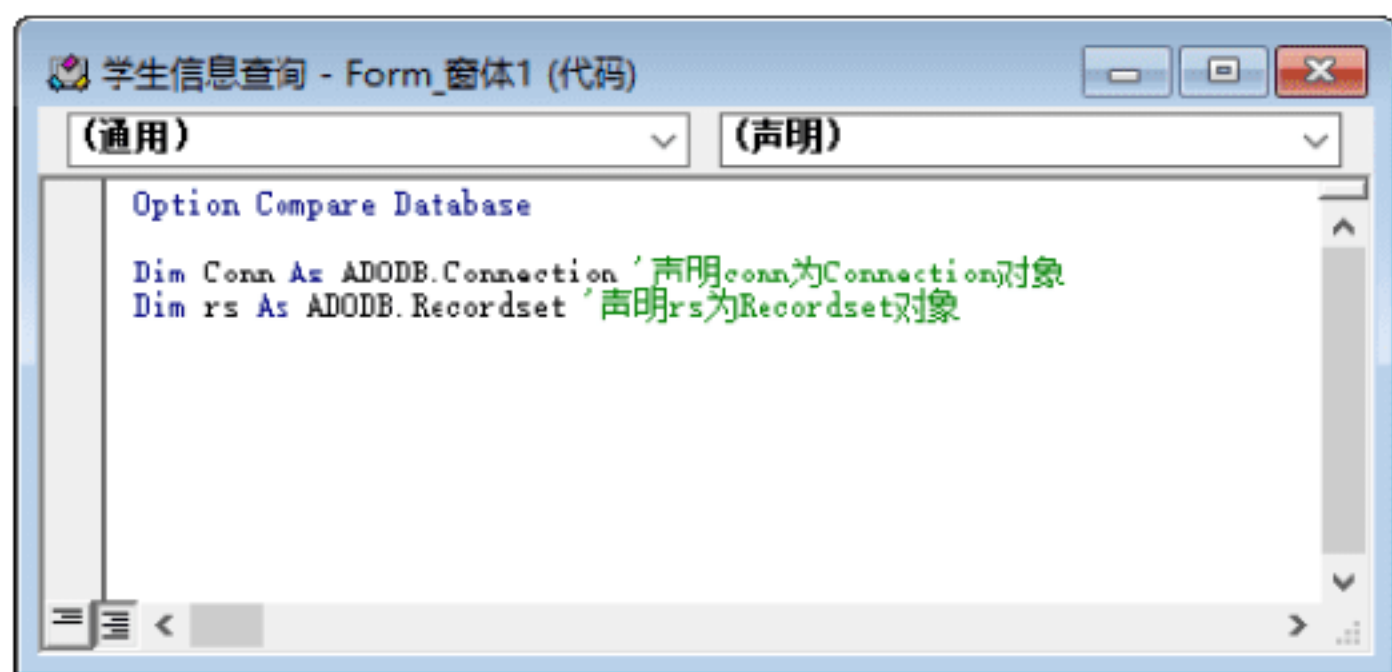 学生信息查询 - Form_窗体1 (代码)
(通用) (声明)
Option Compare Database
Dim Conn As ADODB.Connection '声明conn为Connection对象
Dim rs As ADODB.Recordset '声明rs为Recordset对象